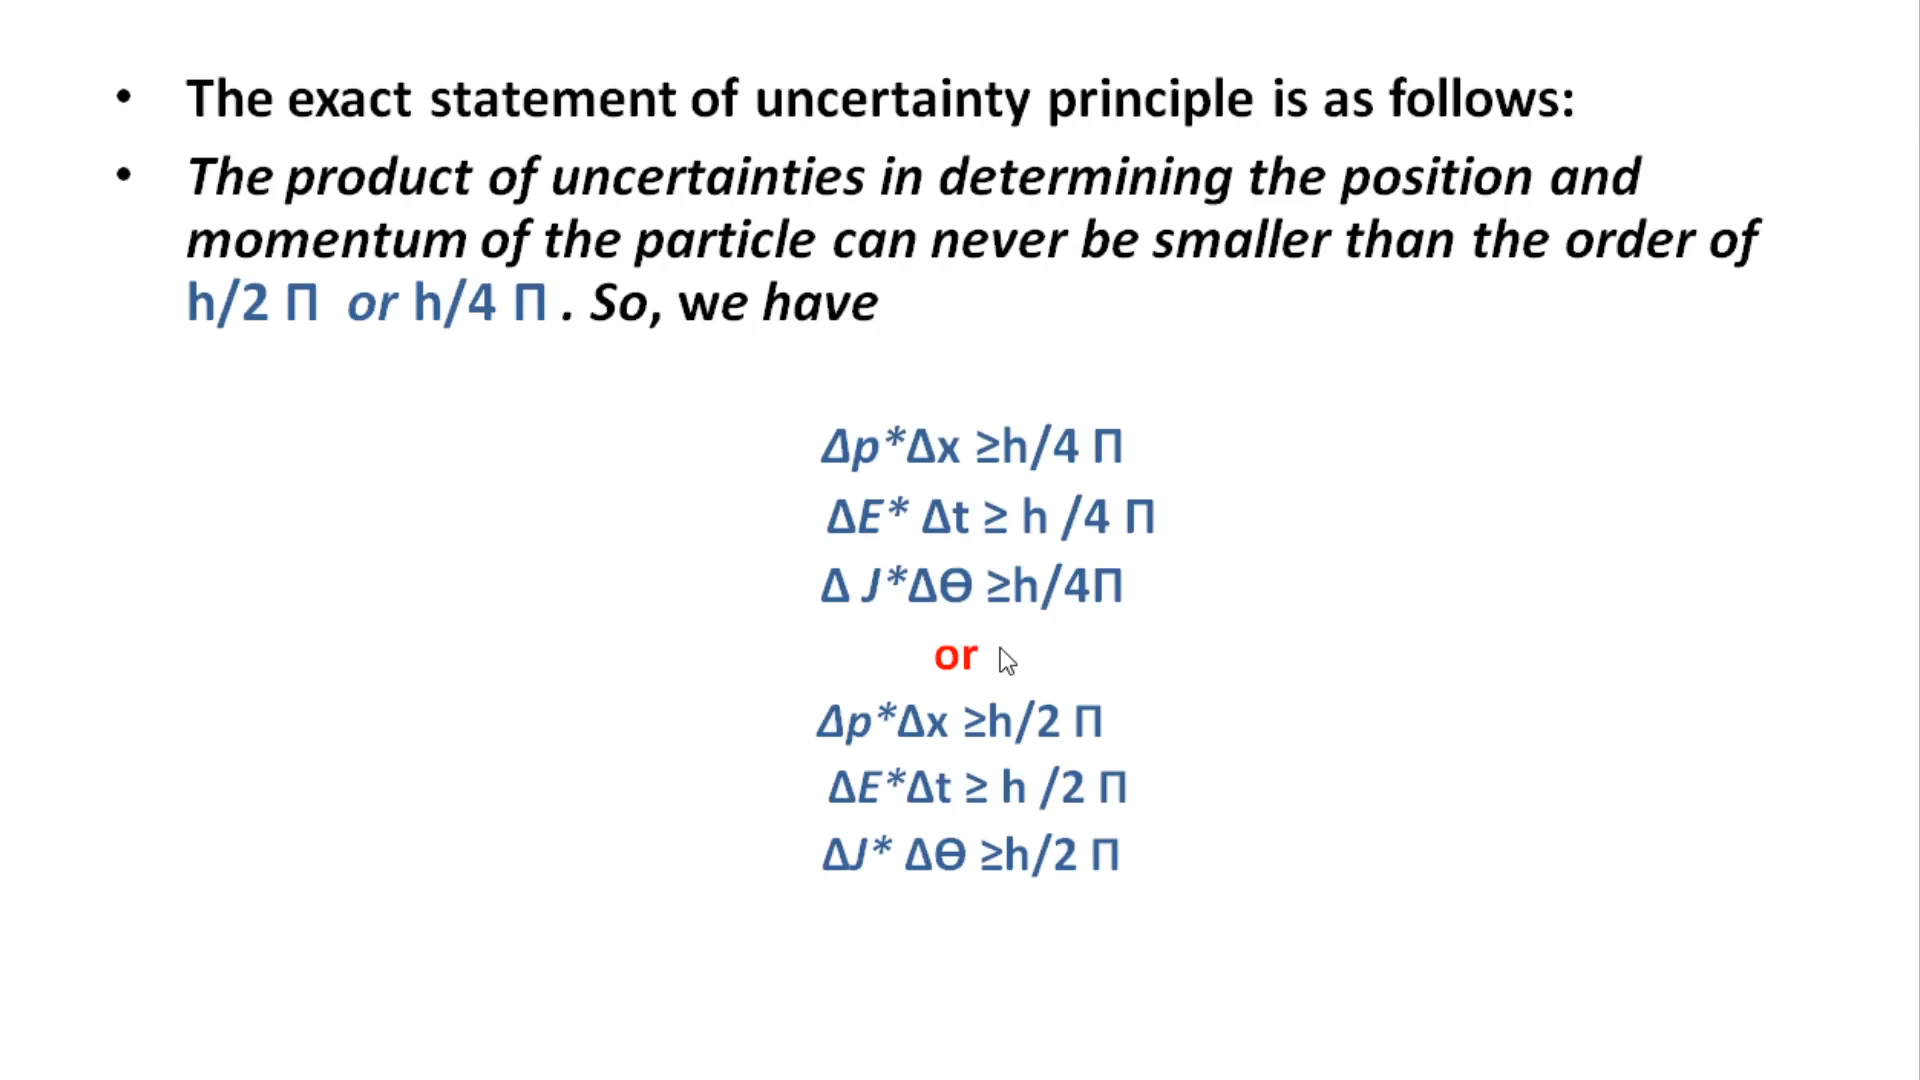 • The exact statement of uncertainty principle is as follows:
• The product of uncertainties in determining the position and
momentum of the particle can never be smaller than the order of
h/2 Π or h/4 Π . So, we have
Δp*Δx ≥h/4 Π
ΔE* Δt ≥ h /4 Π
Δ J*ΔƟ ≥h/4Π
or
Δp*Δx ≥h/2 Π
ΔE*Δt ≥ h /2 Π
ΔJ* ΔƟ ≥h/2 Π